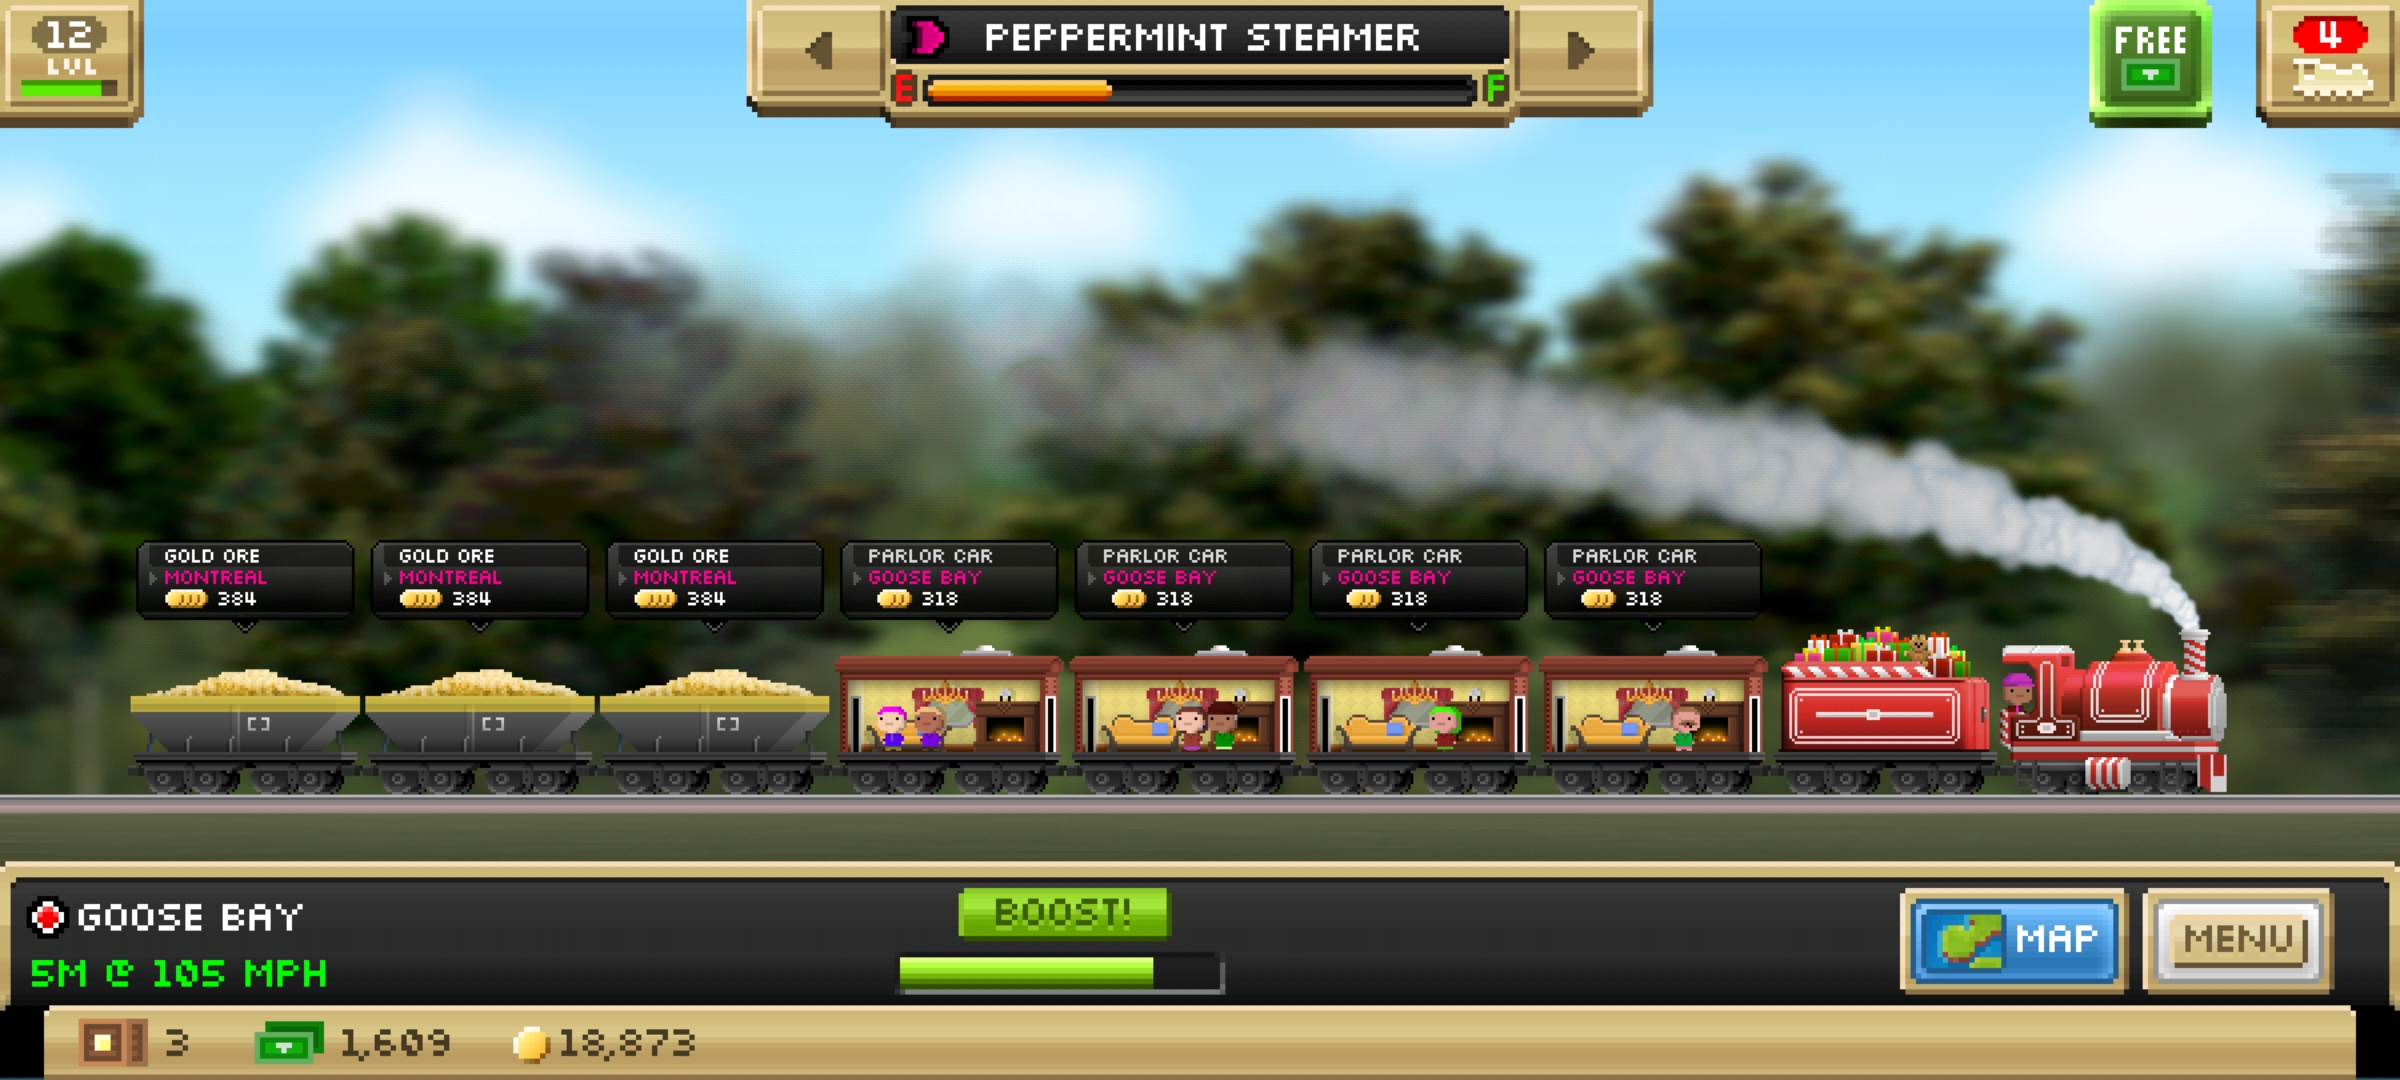 12
LVL
PEPPERMINT STEAMER
E F
FREE
4
GOLD ORE
MONTREAL
384
GOLD ORE
MONTREAL
384
GOLD ORE
MONTREAL
384
PARLOR CAR
GOOSE BAY
318
PARLOR CAR
GOOSE BAY
318
PARLOR CAR
GOOSE BAY
318
PARLOR CAR
GOOSE BAY
318
GOOSE BAY
5M @ 105 MPH
BOOST!
MAP
MENU
3 1,609 18,873